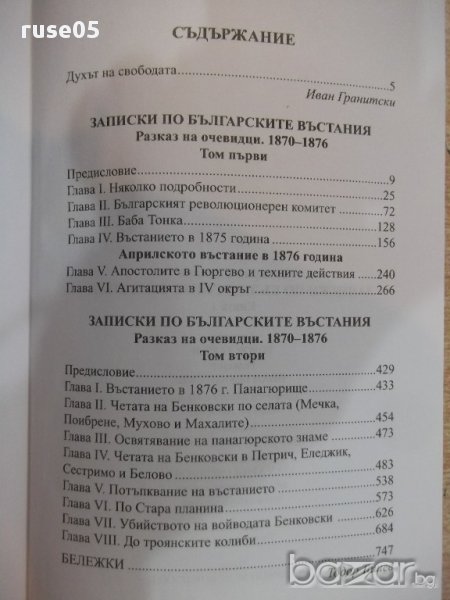 ruse05
СЪДЪРЖАНИЕ
Духът на свободата 5
Иван Гранитски
ЗАПИСКИ ПО БЪЛГАРСКИТЕ ВЪСТАНИЯ
Разказ на очевидци. 1870–1876
Том първи
Предисловие 9
Глава I. Няколко подробности 25
Глава II. Българският революционерен комитет 72
Глава III. Баба Тонка 128
Глава IV. Въстанието в 1875 година 156
Априлското въстание в 1876 година
Глава V. Апостолите в Гюргево и техните действия 240
Глава VI. Агитацията в IV окръг 266
ЗАПИСКИ ПО БЪЛГАРСКИТЕ ВЪСТАНИЯ
Разказ на очевидци. 1870–1876
Том втори
Предисловие 429
Глава I. Въстанието в 1876 г. Панагюрище 433
Глава II. Четата на Бенковски по селата (Мечка,
Поибрене, Мухово и Махалите) 454
Глава III. Освятяване на панагюрското знаме 473
Глава IV. Четата на Бенковски в Петрич, Еледжик,
Сестримо и Белово 483
Глава V. Потъпкване на въстанието 538
Глава VI. По Стара планина 573
Глава VII. Убийството на войводата Бенковски 626
Глава VIII. До троянските колиби 684
БЕЛЕЖКИ 747
bazar.бг